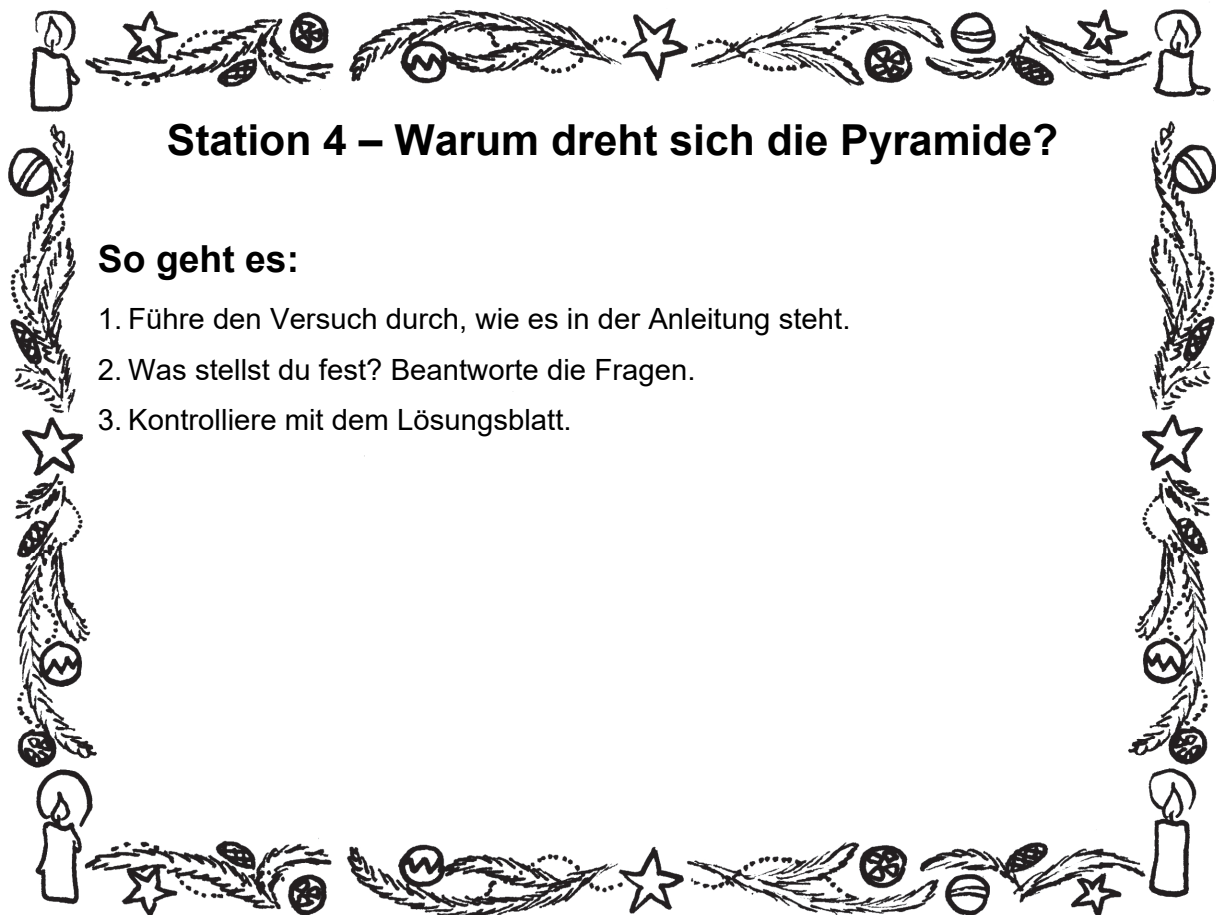 Station 4 – Warum dreht sich die Pyramide?
So geht es:
1. Führe den Versuch durch, wie es in der Anleitung steht.
2. Was stellst du fest? Beantworte die Fragen.
3. Kontrolliere mit dem Lösungsblatt.